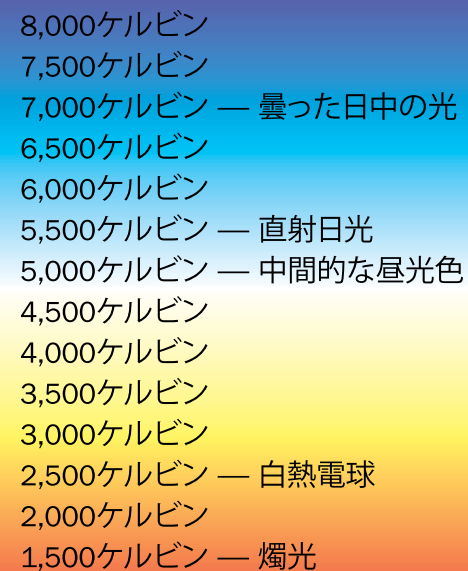 8,000ケルビン
7,500ケルビン
7,000ケルビン — 曇った日中の光
6,500ケルビン
6,000ケルビン
5,500ケルビン — 直射日光
5,000ケルビン — 中間的な昼光色
4,500ケルビン
4,000ケルビン
3,500ケルビン
3,000ケルビン
2,500ケルビン — 白熱電球
2,000ケルビン
1,500ケルビン — 燭光